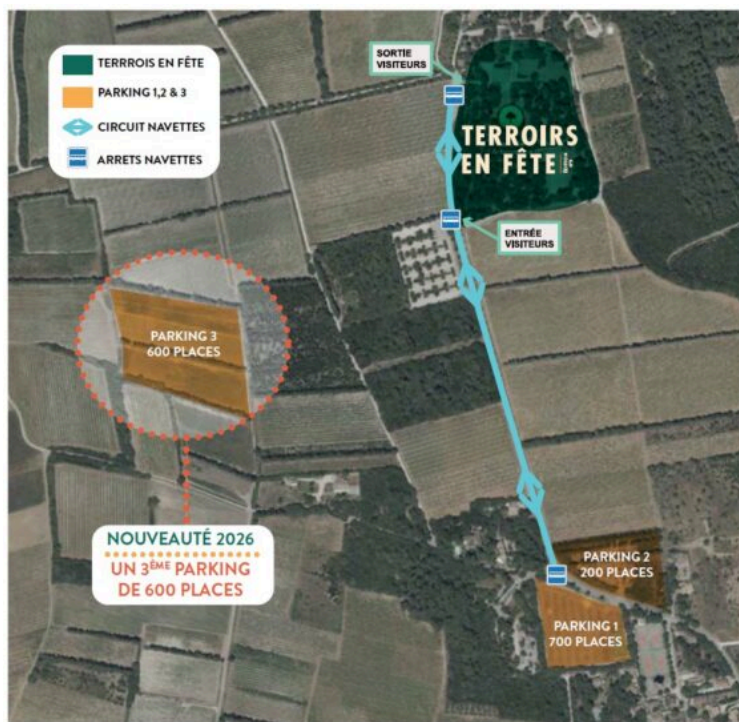 TERRROIS EN FÊTE
PARKING 1,2 & 3
CIRCUIT NAVETTES
ARRETS NAVETTES
SORTIE
VISITEURS
TERROIRS
EN FÊTE
ENTRÉE
VISITEURS
PARKING 3
600 PLACES
NOUVEAUTÉ 2026
UN 3ÈME PARKING
DE 600 PLACES
PARKING 2
200 PLACES
PARKING 1
700 PLACES